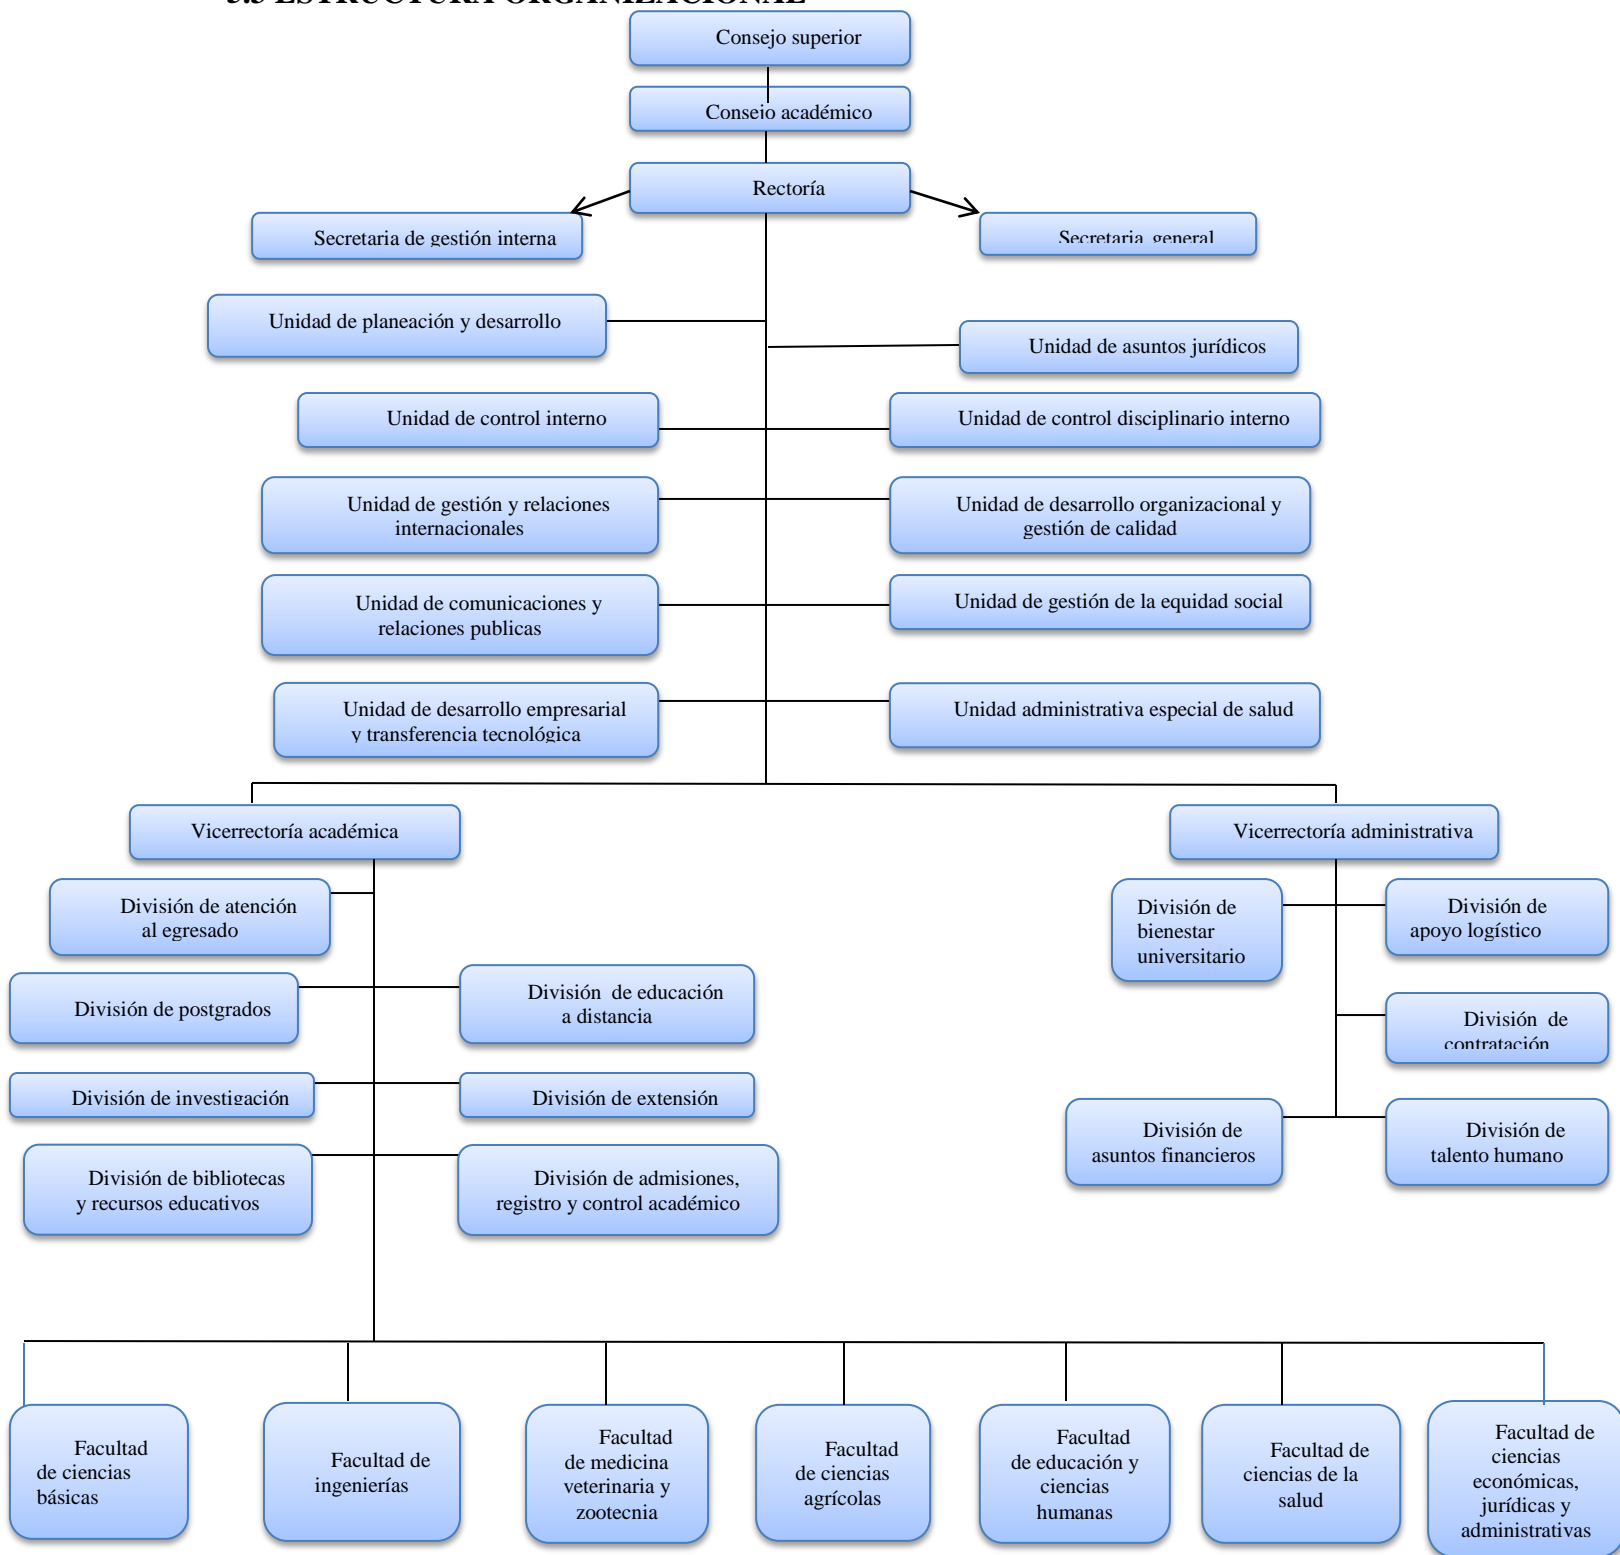 3.3 ESTRUCTURA ORGANIZACIONAL
Consejo superior
Consejo académico
Rectoría
Secretaria de gestión interna
Secretaria general
Unidad de planeación y desarrollo
Unidad de asuntos jurídicos
Unidad de control interno
Unidad de control disciplinario interno
Unidad de gestión y relaciones
internacionales
Unidad de desarrollo organizacional y
gestión de calidad
Unidad de comunicaciones y
relaciones publicas
Unidad de gestión de la equidad social
Unidad de desarrollo empresarial
y transferencia tecnológica
Unidad administrativa especial de salud
Vicerrectoría académica
Vicerrectoría administrativa
División de atención
al egresado
División de
bienestar
universitario
División de
apoyo logístico
División de postgrados
División de educación
a distancia
División de
contratación
División de investigación
División de extensión
División de
asuntos financieros
División de
talento humano
División de bibliotecas
y recursos educativos
División de admisiones,
registro y control académico
Facultad
de ciencias
básicas
Facultad de
ingenierías
Facultad
de medicina
veterinaria y
zootecnia
Facultad
de ciencias
agrícolas
Facultad
de educación y
ciencias
humanas
Facultad de
ciencias de la
salud
Facultad de
ciencias
económicas,
jurídicas y
administrativas